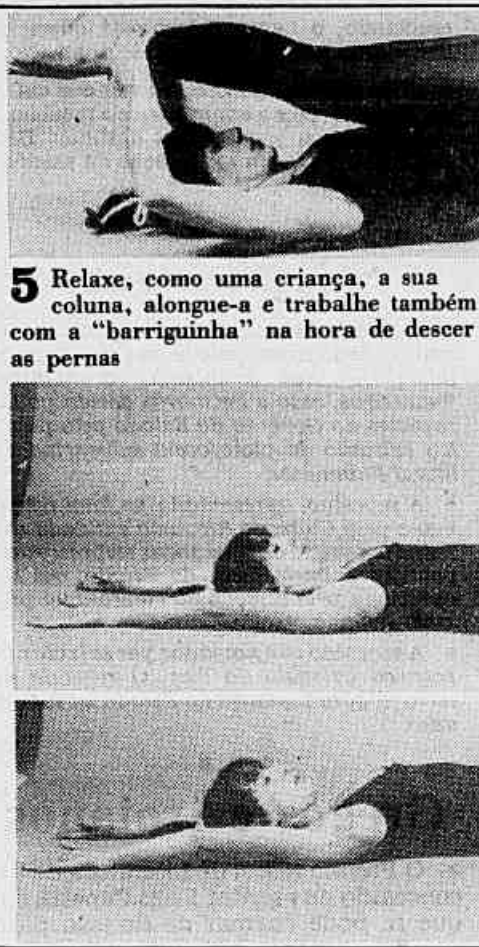 5 Relaxe, como uma criança, a sua
coluna, alongue-a e trabalhe também
com a “barriguinha” na hora de descer
as pernas